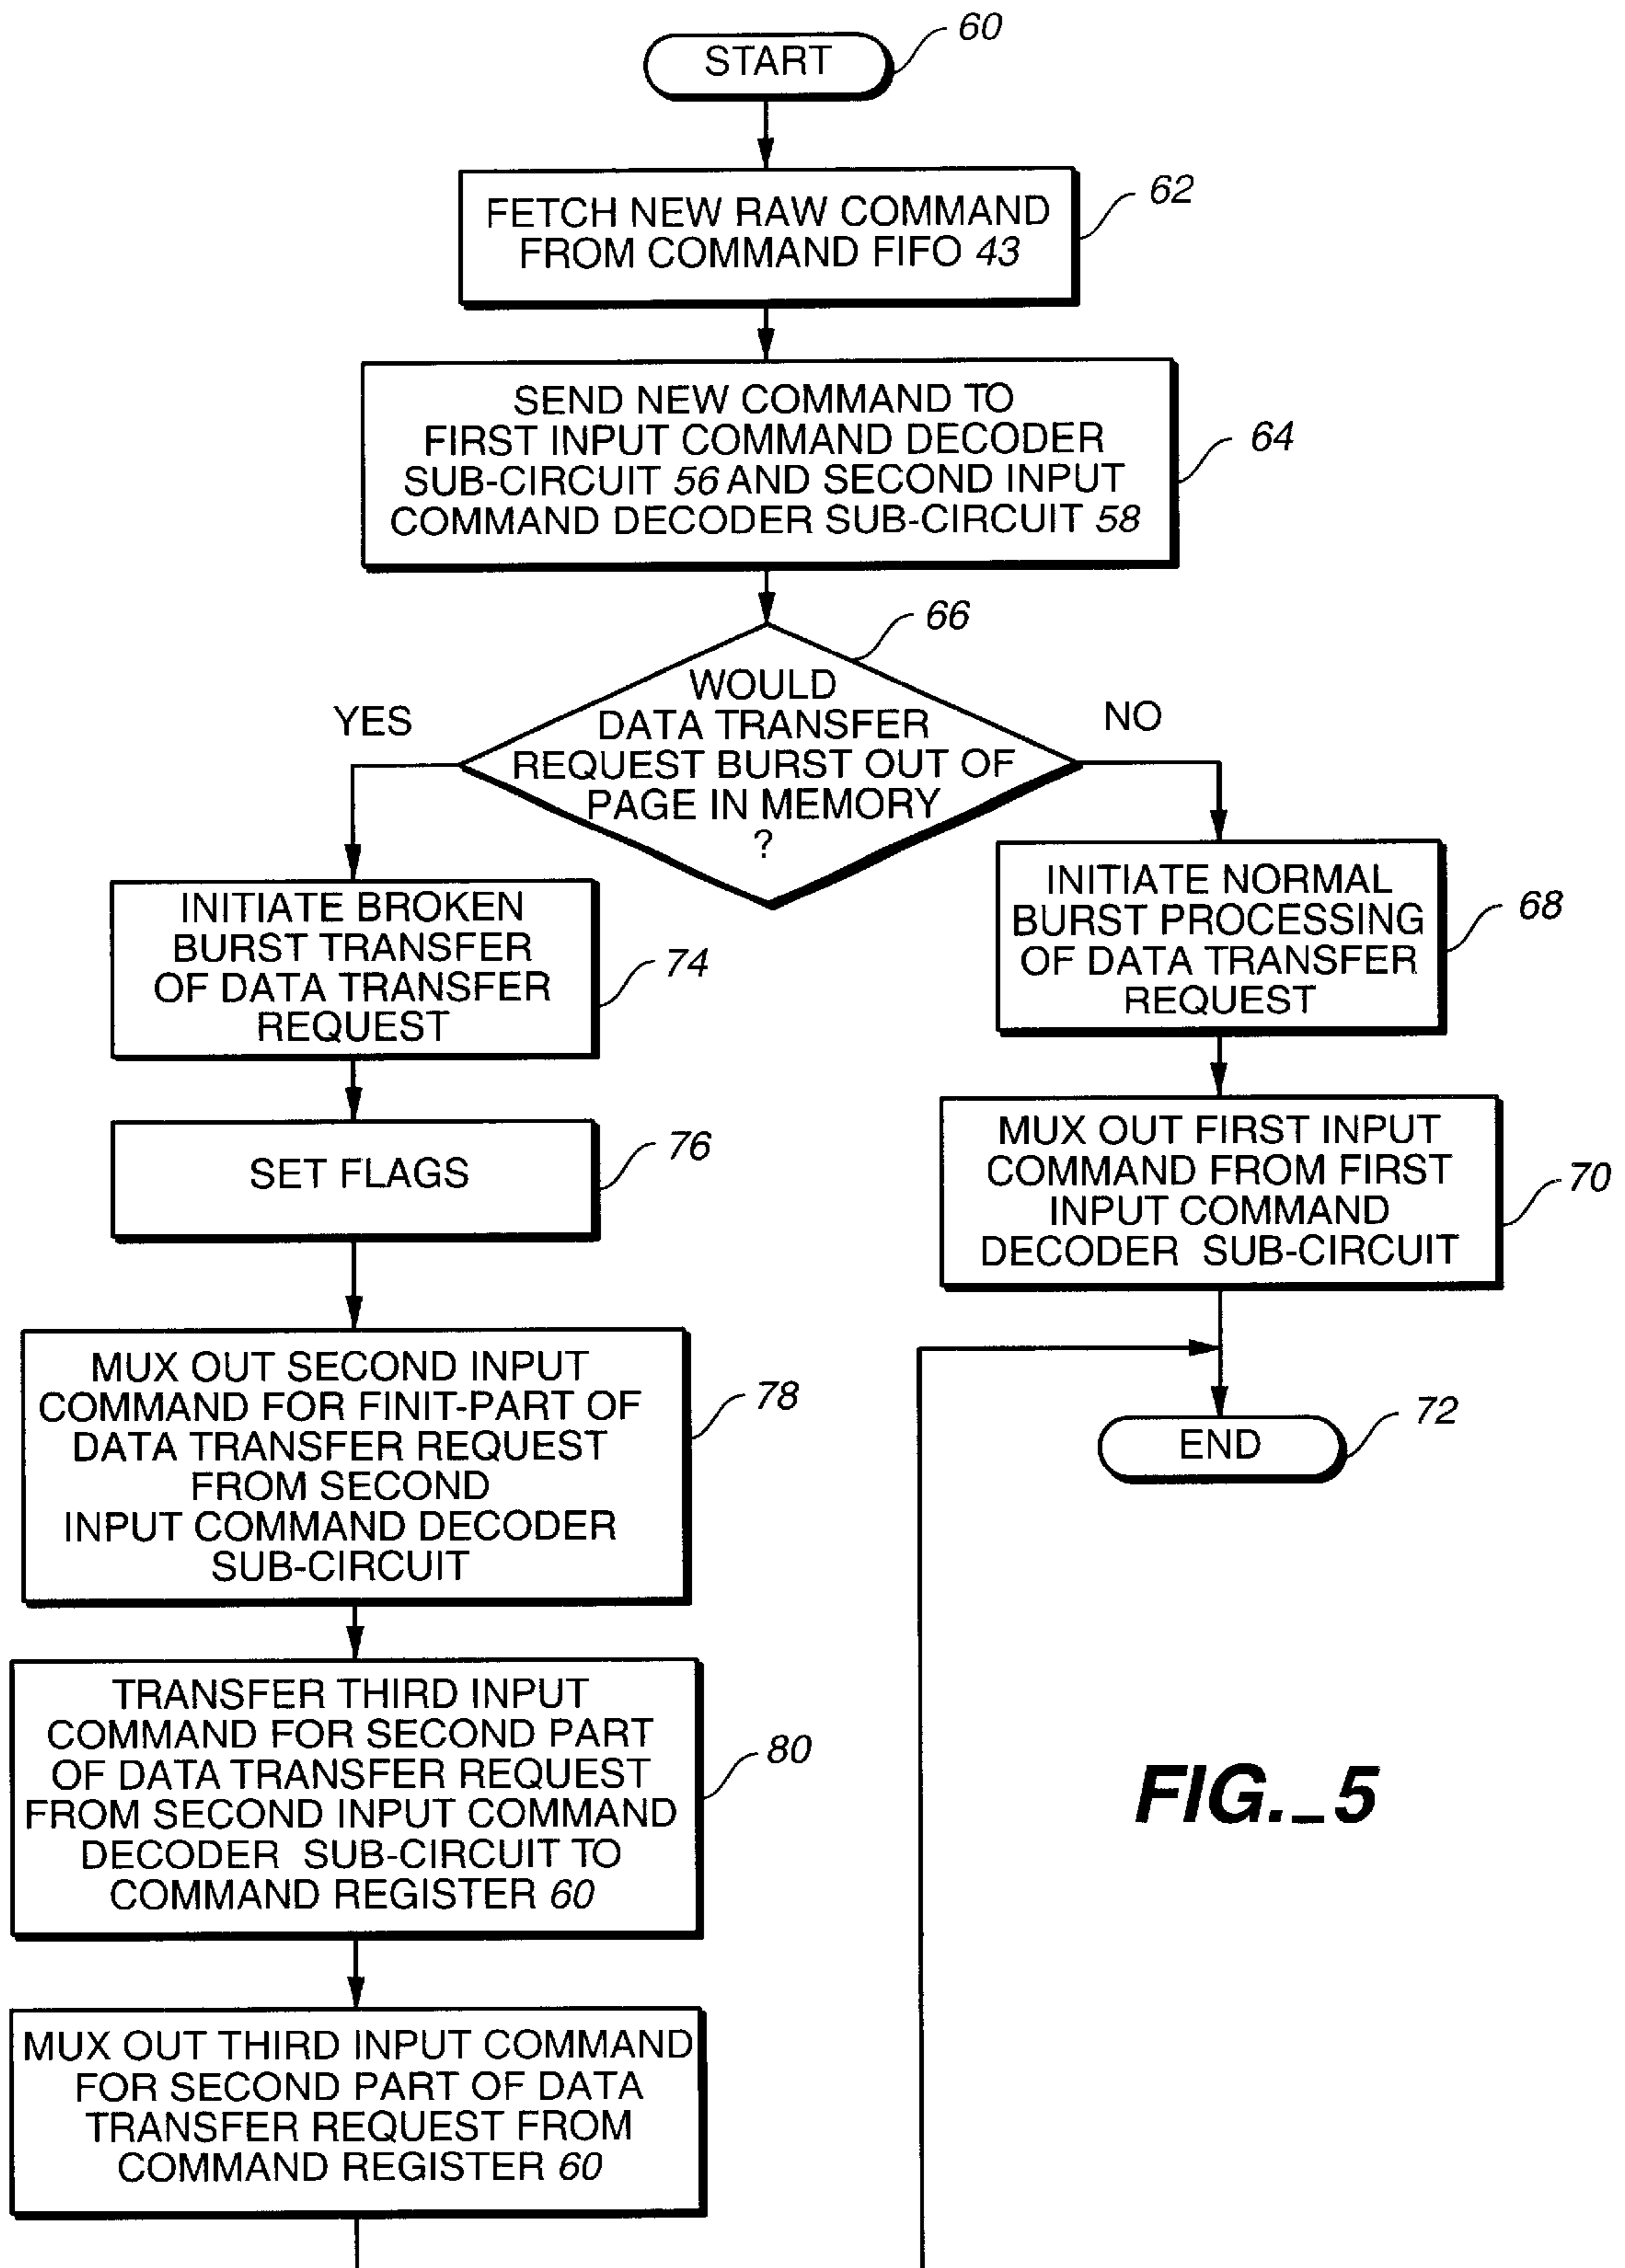 START
60
FETCH NEW RAW COMMAND
FROM COMMAND FIFO 43
62
SEND NEW COMMAND TO
FIRST INPUT COMMAND DECODER
SUB-CIRCUIT 56 AND SECOND INPUT
COMMAND DECODER SUB-CIRCUIT 58
64
66
WOULD
DATA TRANSFER
REQUEST BURST OUT OF
PAGE IN MEMORY
?
YES
NO
INITIATE BROKEN
BURST TRANSFER
OF DATA TRANSFER
REQUEST
74
INITIATE NORMAL
BURST PROCESSING
OF DATA TRANSFER
REQUEST
68
SET FLAGS
76
MUX OUT FIRST INPUT
COMMAND FROM FIRST
INPUT COMMAND
DECODER SUB-CIRCUIT
70
MUX OUT SECOND INPUT
COMMAND FOR FINIT-PART OF
DATA TRANSFER REQUEST
FROM SECOND
INPUT COMMAND DECODER
SUB-CIRCUIT
78
END
72
TRANSFER THIRD INPUT
COMMAND FOR SECOND PART
OF DATA TRANSFER REQUEST
FROM SECOND INPUT COMMAND
DECODER SUB-CIRCUIT TO
COMMAND REGISTER 60
80
MUX OUT THIRD INPUT COMMAND
FOR SECOND PART OF DATA
TRANSFER REQUEST FROM
COMMAND REGISTER 60
FIG._5